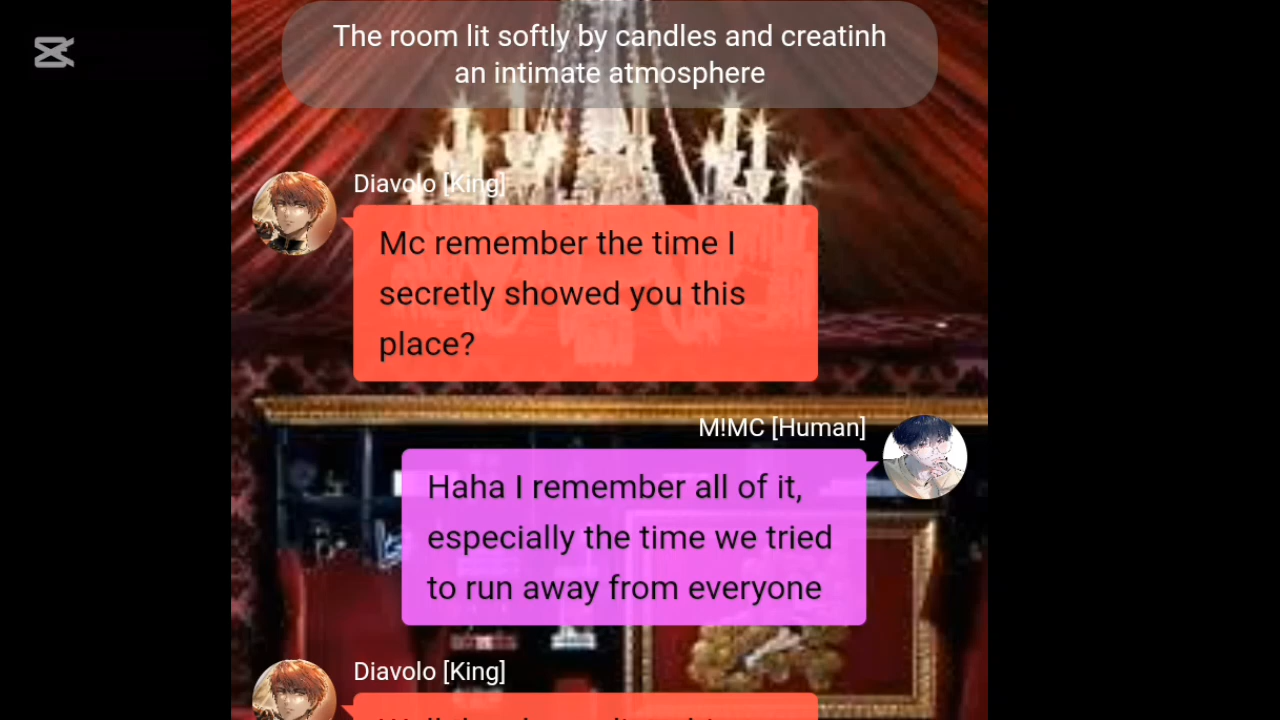 The room lit softly by candles and creatinh
an intimate atmosphere
Diavolo [King]
Mc remember the time I
secretly showed you this
place?
M!MC [Human]
Haha I remember all of it,
especially the time we tried
to run away from everyone
Diavolo [King]